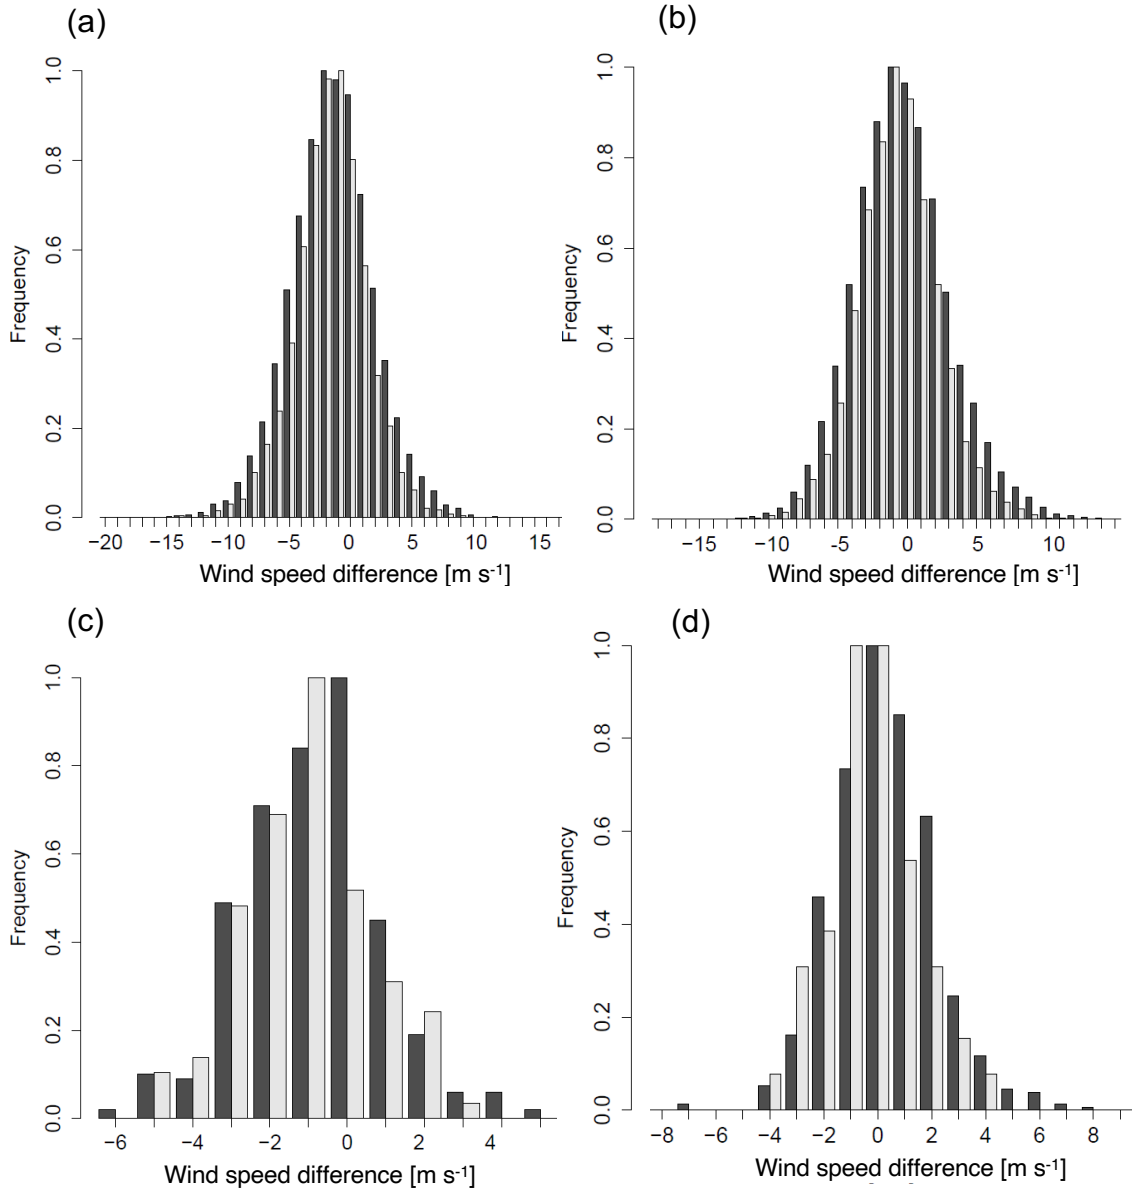 (a)
Frequency
0.0 0.2 0.4 0.6 0.8 1.0
−20 −10 −5 0 5 10 15
Wind speed difference [m s-1]
(b)
Frequency
0.0 0.2 0.4 0.6 0.8 1.0
−15 −10 -5 0 5 10
Wind speed difference [m s-1]
(c)
Frequency
0.0 0.2 0.4 0.6 0.8 1.0
−6 −4 −2 0 2 4
Wind speed difference [m s-1]
(d)
Frequency
0.0 0.2 0.4 0.6 0.8 1.0
−8 −6 −4 −2 0 2 4 6 8
Wind speed difference [m s-1]